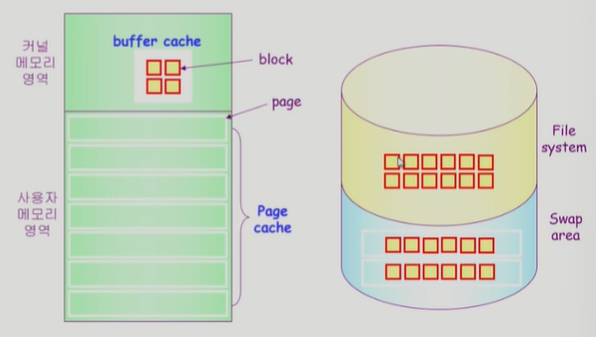 커널
메모리
영역
buffer cache
block
page
사용자
메모리
영역
Page
cache
File
system
Swap
area